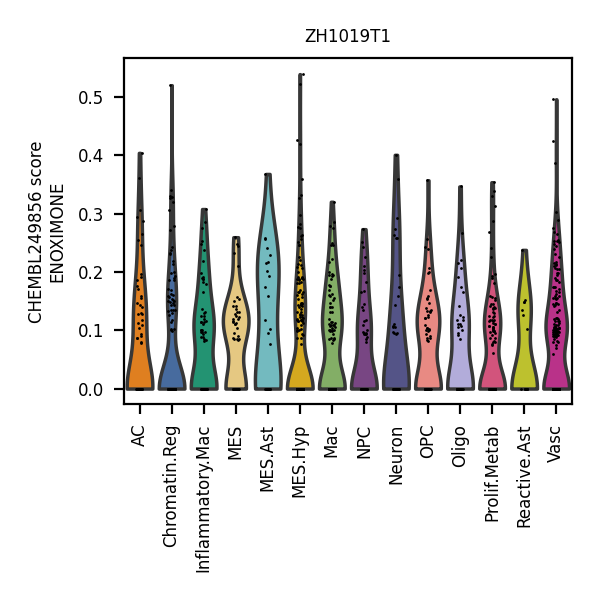 ZH1019T1
CHEMBL249856 score
ENOXIMONE
0.5
0.4
0.3
0.2
0.1
0.0
AC
Chromatin.Reg
Inflammatory.Mac
MES
MES.Ast
MES.Hyp
Mac
NPC
Neuron
OPC
Oligo
Prolif.Metab
Reactive.Ast
Vasc